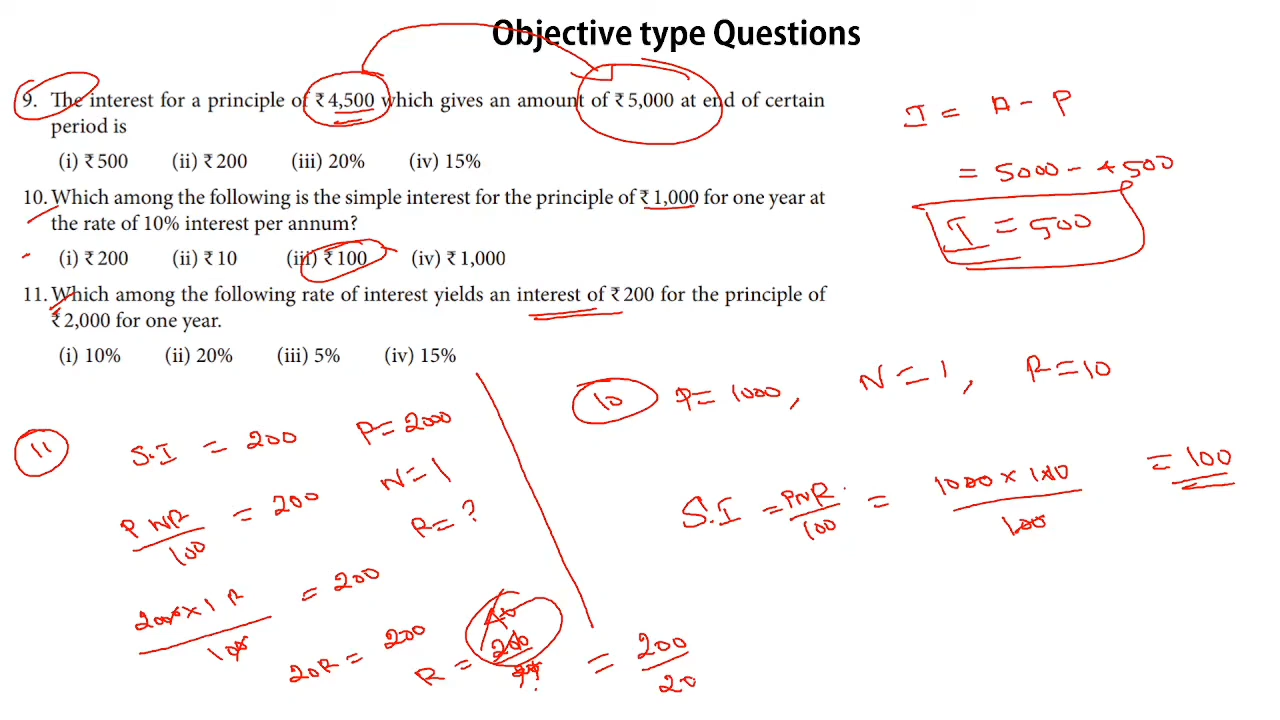 Objective type Questions
9. The interest for a principle of ₹ 4,500 which gives an amount of ₹ 5,000 at end of certain
period is
(i) ₹ 500 (ii) ₹ 200 (iii) 20% (iv) 15%
10. Which among the following is the simple interest for the principle of ₹ 1,000 for one year at
the rate of 10% interest per annum?
(i) ₹ 200 (ii) ₹ 10 (iii) ₹ 100 (iv) ₹ 1,000
11. Which among the following rate of interest yields an interest of ₹ 200 for the principle of
₹ 2,000 for one year.
(i) 10% (ii) 20% (iii) 5% (iv) 15%
I = A - P
= 5000 - 4500
I = 500
10 P = 1000, N = 1, R = 10
S.I = PNR/100 = = 100
11 S.I = 200 P = 2000
N = 1
PNR/100 = 200
R = ?
2000 × 1 R/100 = 200
20R = 200
R = = 200/20